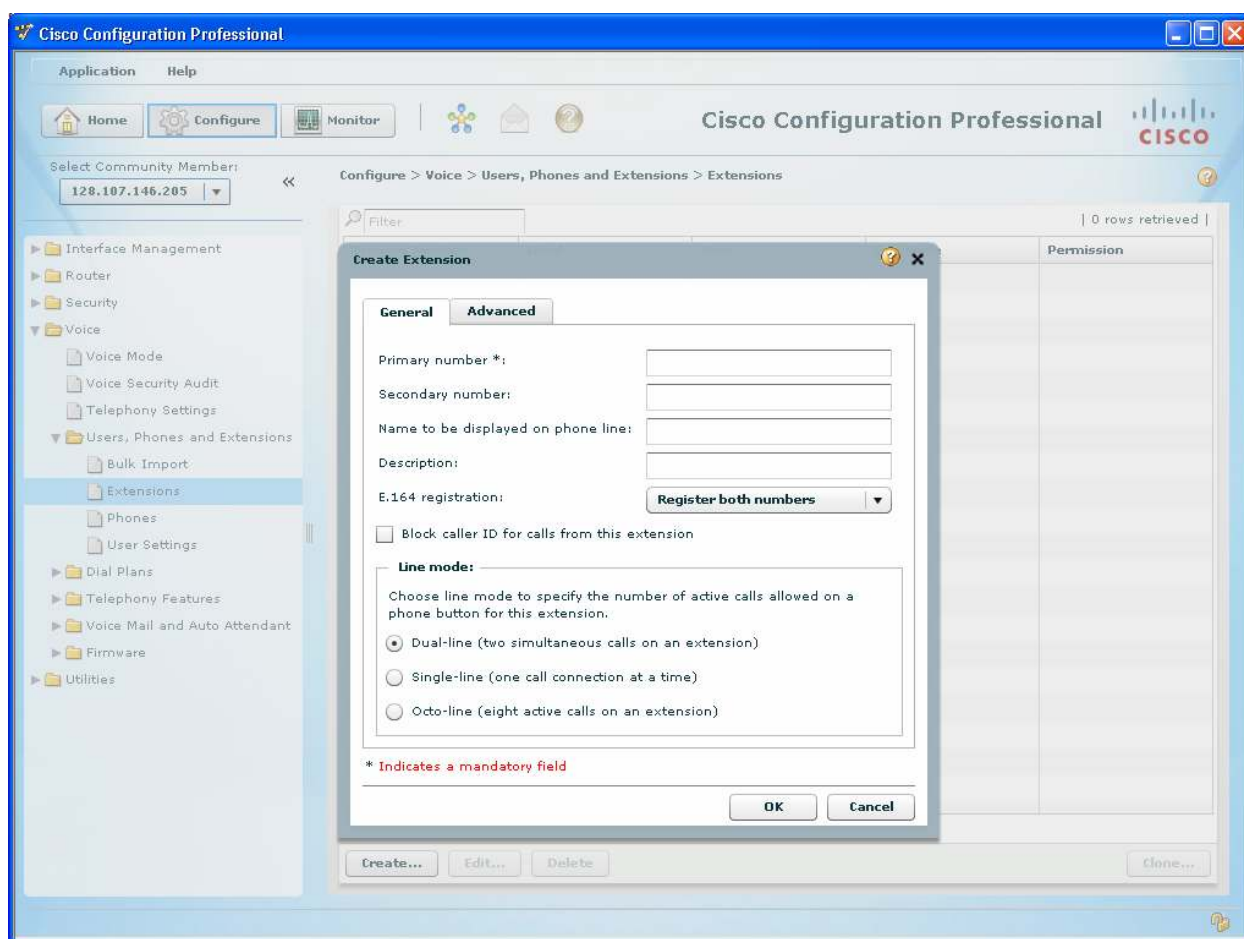 Cisco Configuration Professional
Application Help
Home Configure Monitor
Cisco Configuration Professional
CISCO
Select Community Member:
128.107.146.205
Configure > Voice > Users, Phones and Extensions > Extensions
Filter
| 0 rows retrieved |
Permission
Interface Management
Router
Security
Voice
Voice Mode
Voice Security Audit
Telephony Settings
Users, Phones and Extensions
Bulk Import
Extensions
Phones
User Settings
Dial Plans
Telephony Features
Voice Mail and Auto Attendant
Firmware
Utilities
Create Extension
General Advanced
Primary number *:
Secondary number:
Name to be displayed on phone line:
Description:
E.164 registration: Register both numbers
Block caller ID for calls from this extension
Line mode:
Choose line mode to specify the number of active calls allowed on a
phone button for this extension.
Dual-line (two simultaneous calls on an extension)
Single-line (one call connection at a time)
Octo-line (eight active calls on an extension)
* Indicates a mandatory field
OK Cancel
Create... Edit... Delete Clone...